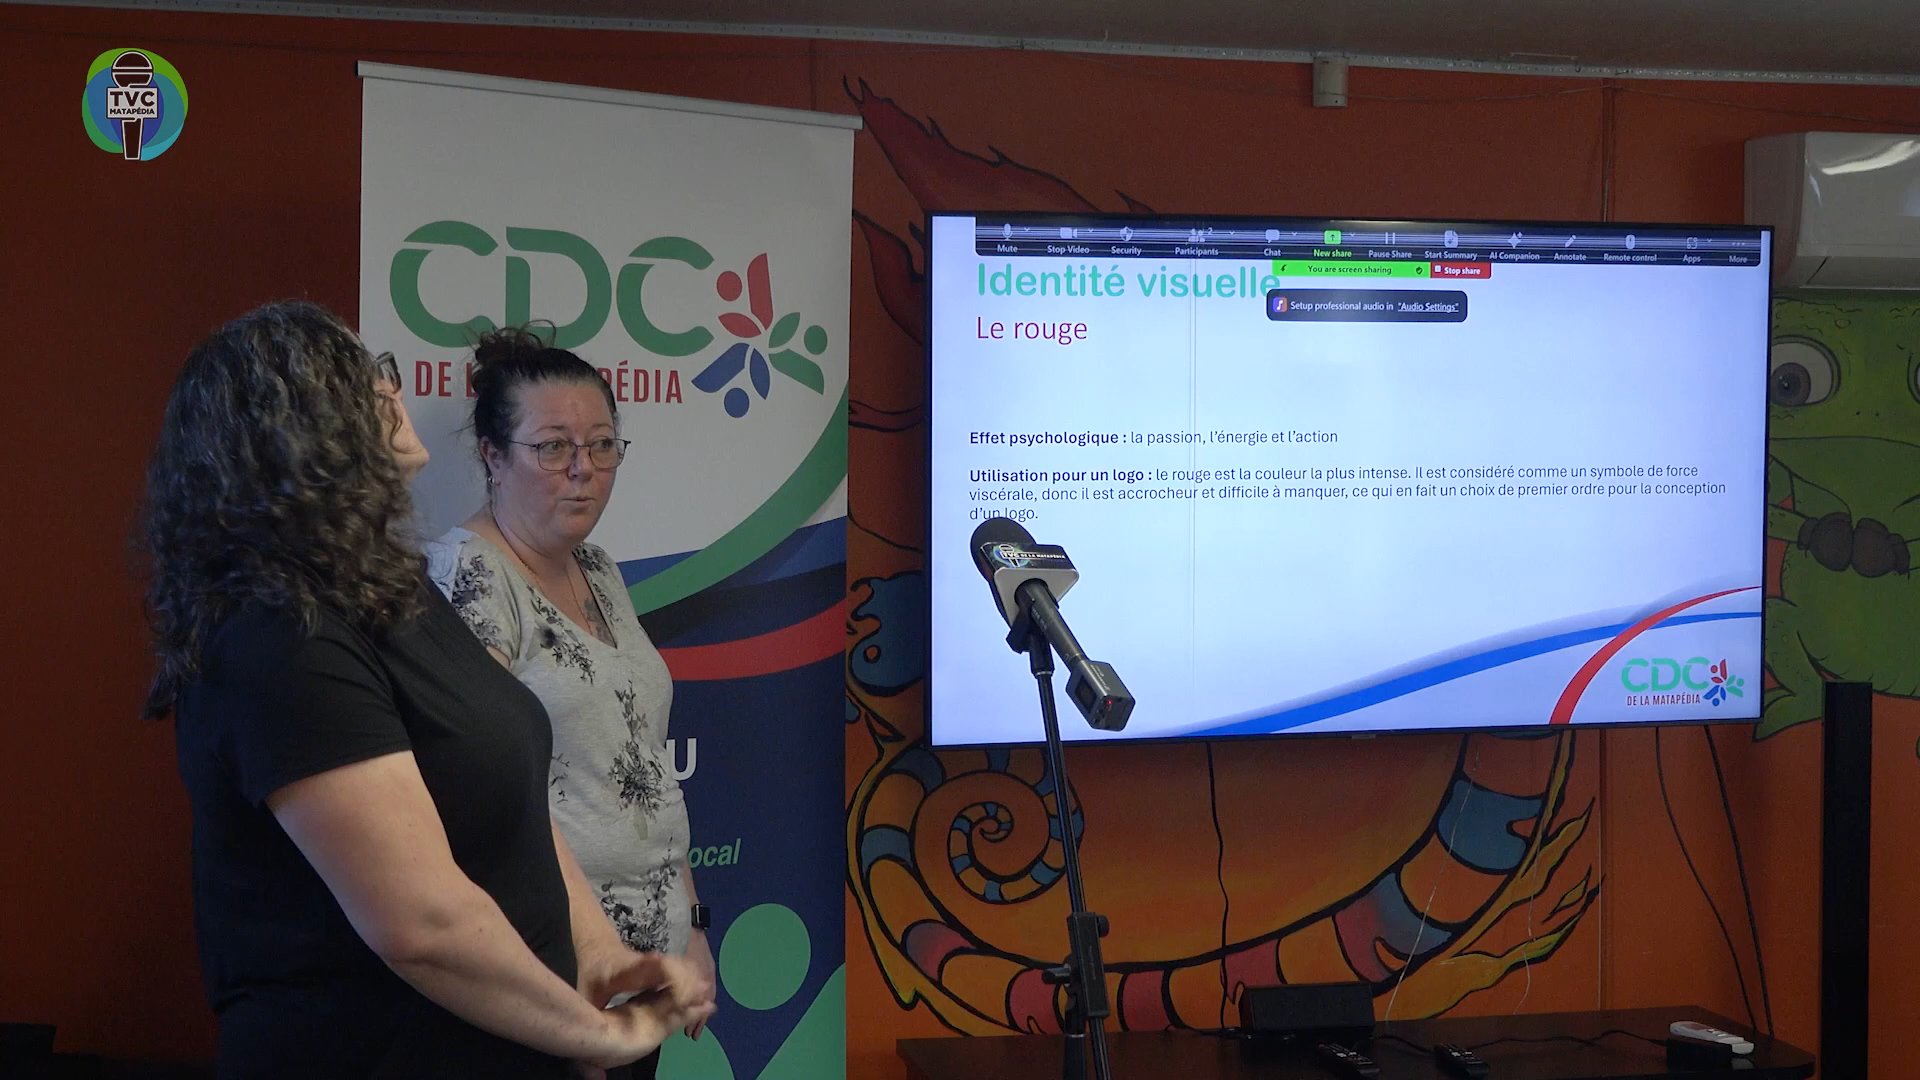 TVC
MATAPÉDIA
CDC
DE L
PÉDIA
U
ocal
Mute
Stop Video
Security
Participants
2
Chat
New share
Pause Share
Start Summary
AI Companion
Annotate
Remote control
Apps
More
You are screen sharing
Stop share
Setup professional audio in "Audio Settings"
Identité visuelle
Le rouge
Effet psychologique : la passion, l'énergie et l'action
Utilisation pour un logo : le rouge est la couleur la plus intense. Il est considéré comme un symbole de force
viscérale, donc il est accrocheur et difficile à manquer, ce qui en fait un choix de premier ordre pour la conception
d'un logo.
TVC DE LA MATAPÉDIA
CDC
DE LA MATAPÉDIA